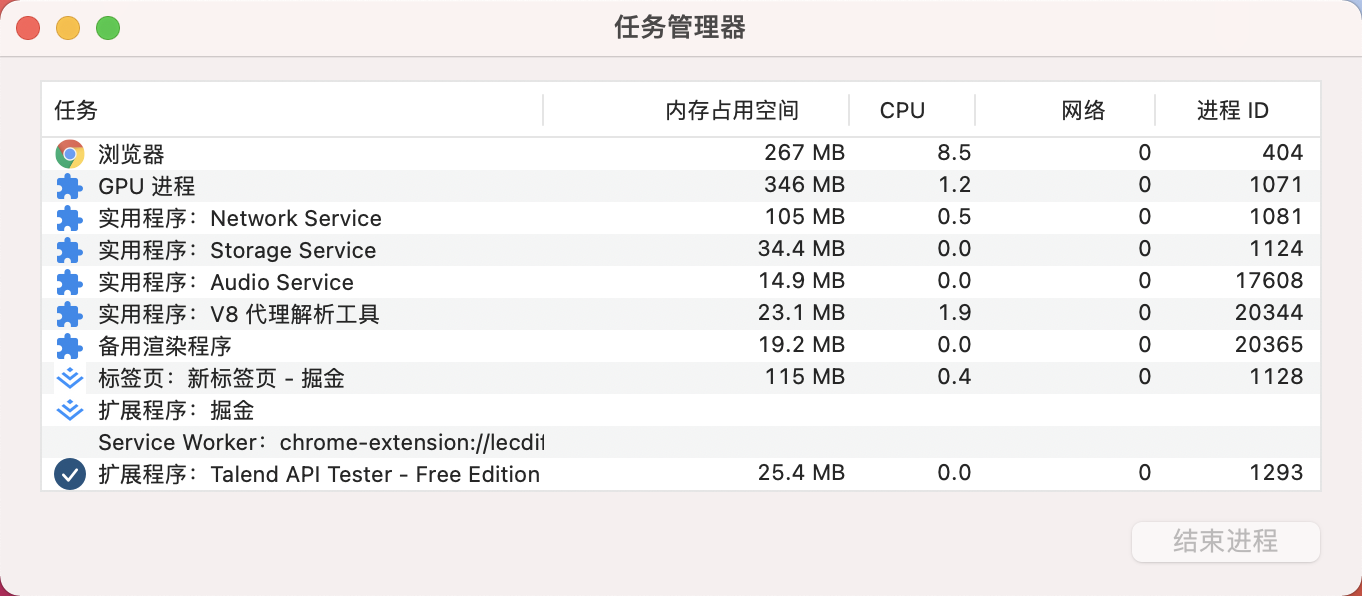 任务管理器
任务 内存占用空间 CPU 网络 进程 ID
浏览器 267 MB 8.5 0 404
GPU 进程 346 MB 1.2 0 1071
实用程序：Network Service 105 MB 0.5 0 1081
实用程序：Storage Service 34.4 MB 0.0 0 1124
实用程序：Audio Service 14.9 MB 0.0 0 17608
实用程序：V8 代理解析工具 23.1 MB 1.9 0 20344
备用渲染程序 19.2 MB 0.0 0 20365
标签页：新标签页 - 掘金 115 MB 0.4 0 1128
扩展程序：掘金
Service Worker：chrome-extension://lecdif
扩展程序：Talend API Tester - Free Edition 25.4 MB 0.0 0 1293
结束进程